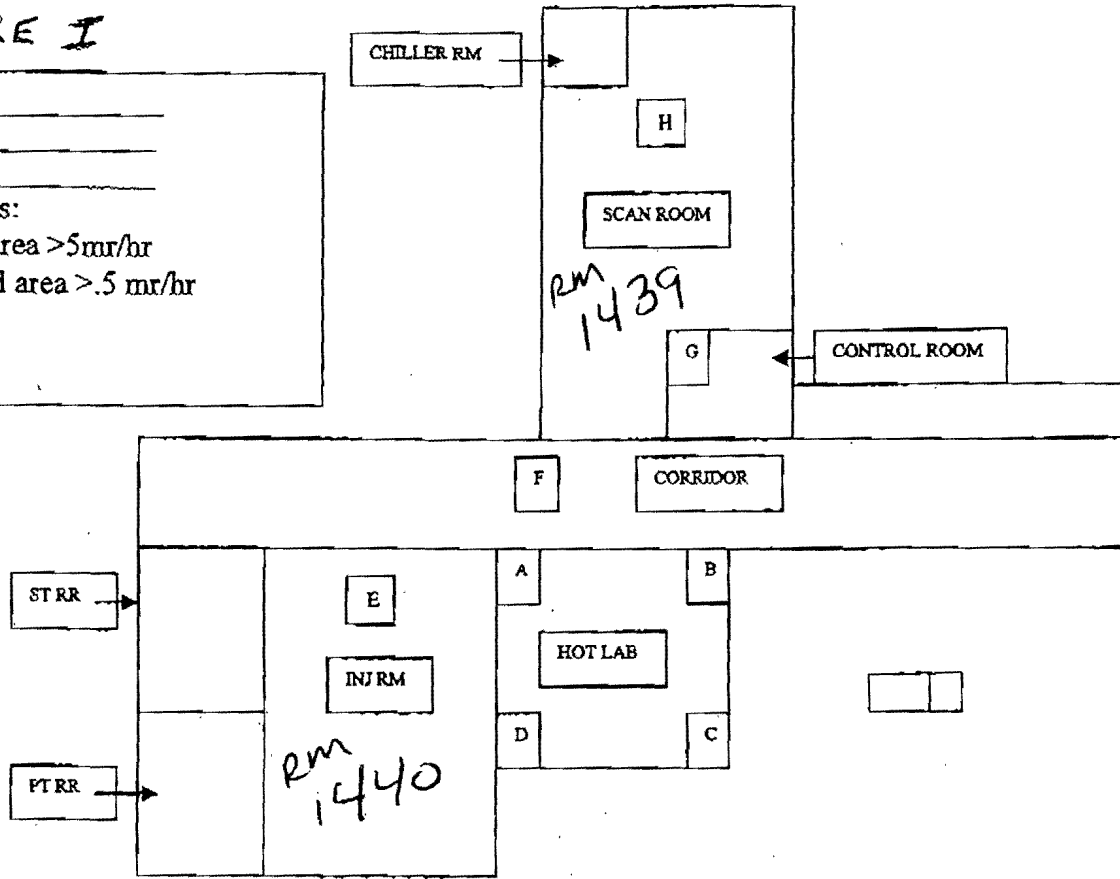 RE I
s:
rea >5mr/hr
d area >.5 mr/hr
CHILLER RM
H
SCAN ROOM
RM
1439
G
CONTROL ROOM
F
CORRIDOR
ST RR
E
A
B
INJ RM
HOT LAB
D
C
RM
1440
PT RR